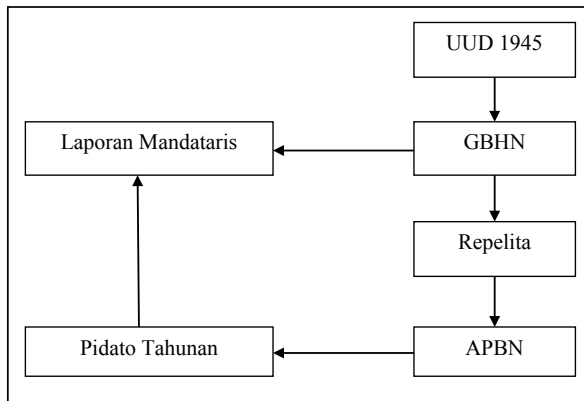 UUD 1945
Laporan Mandataris
GBHN
Repelita
Pidato Tahunan
APBN